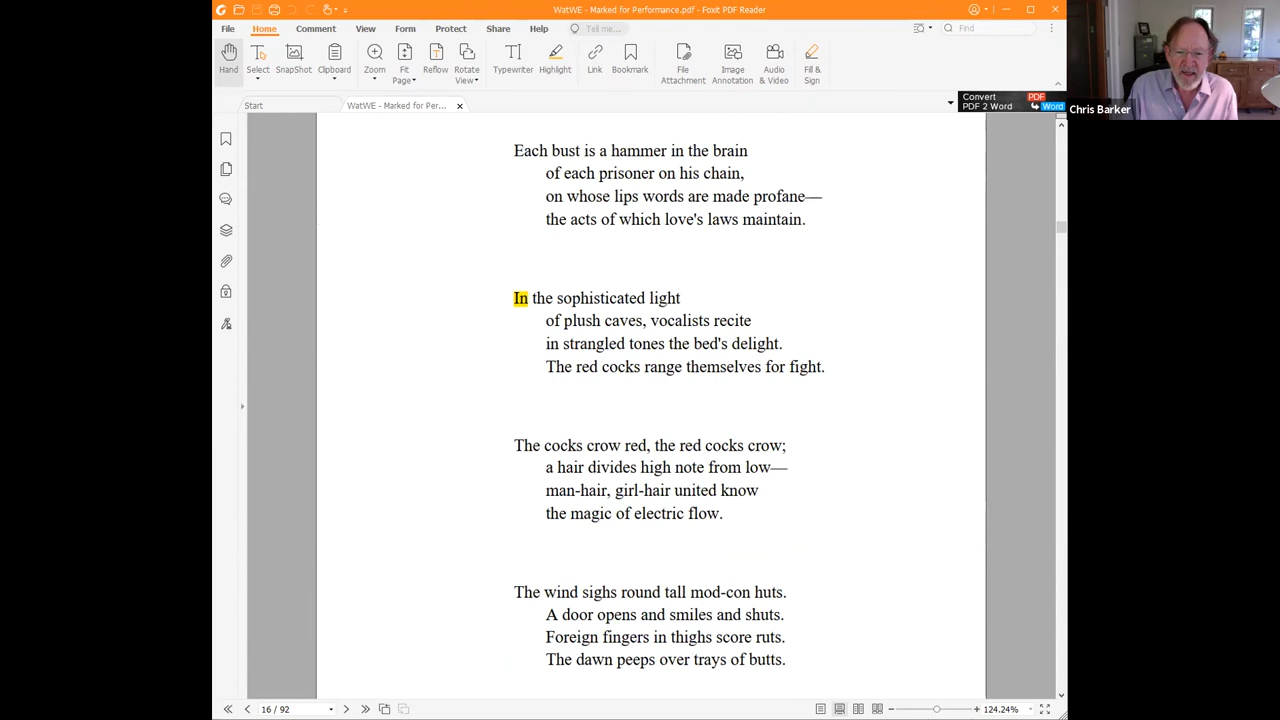 WatWE - Marked for Performance.pdf - Foxit PDF Reader
File Home Comment View Form Protect Share Help Tell me... Find
Hand Select SnapShot Clipboard Zoom Fit Page Reflow Rotate View Typewriter Highlight Link Bookmark File Attachment Image Annotation Audio & Video Fill & Sign
Start WatWE - Marked for Per... Convert PDF 2 Word PDF Word
Chris Barker
Each bust is a hammer in the brain
of each prisoner on his chain,
on whose lips words are made profane—
the acts of which love's laws maintain.
In the sophisticated light
of plush caves, vocalists recite
in strangled tones the bed's delight.
The red cocks range themselves for fight.
The cocks crow red, the red cocks crow;
a hair divides high note from low—
man-hair, girl-hair united know
the magic of electric flow.
The wind sighs round tall mod-con huts.
A door opens and smiles and shuts.
Foreign fingers in thighs score ruts.
The dawn peeps over trays of butts.
16 / 92 124.24%